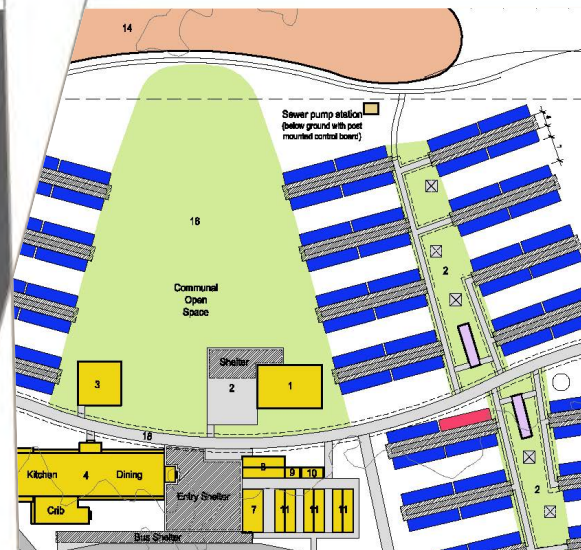 14
Sewer pump station
(below ground with post
mounted control board)
16
2
Communal
Open
Space
Shelter
3
2
1
18
Kitchen
4
Dining
8
9
10
Entry Shelter
Crib
7
11
11
11
2
Bus Shelter